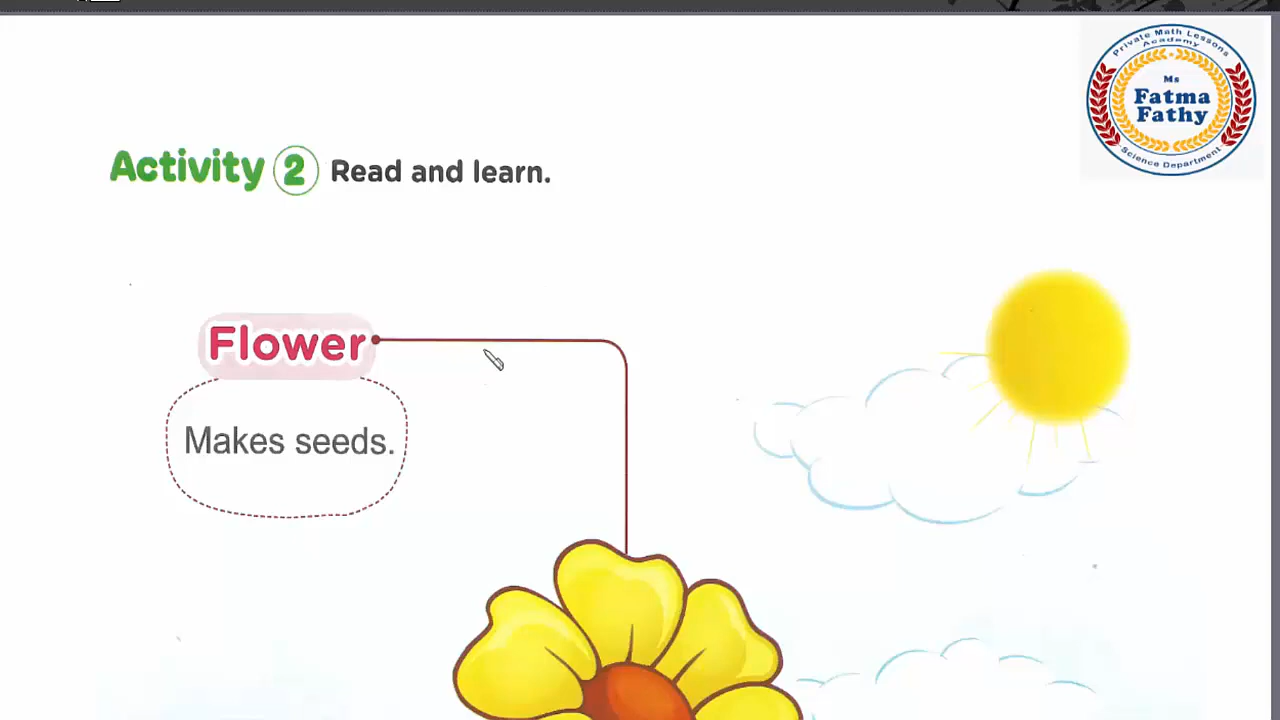 Private Math Lessons
Academy
Ms
Fatma
Fathy
Science Department
Activity 2 Read and learn.
Flower
Makes seeds.